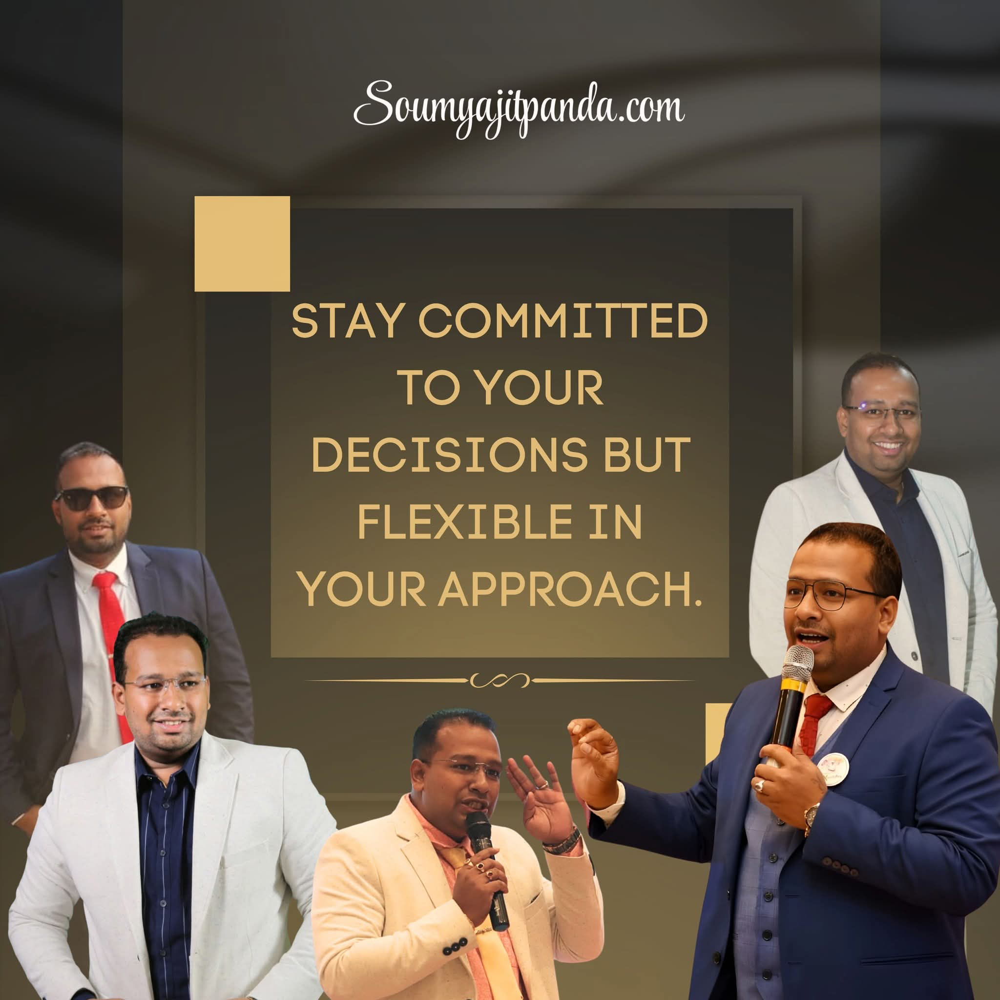 Soumyajitpanda.com
STAY COMMITTED
TO YOUR
DECISIONS BUT
FLEXIBLE IN
YOUR APPROACH.